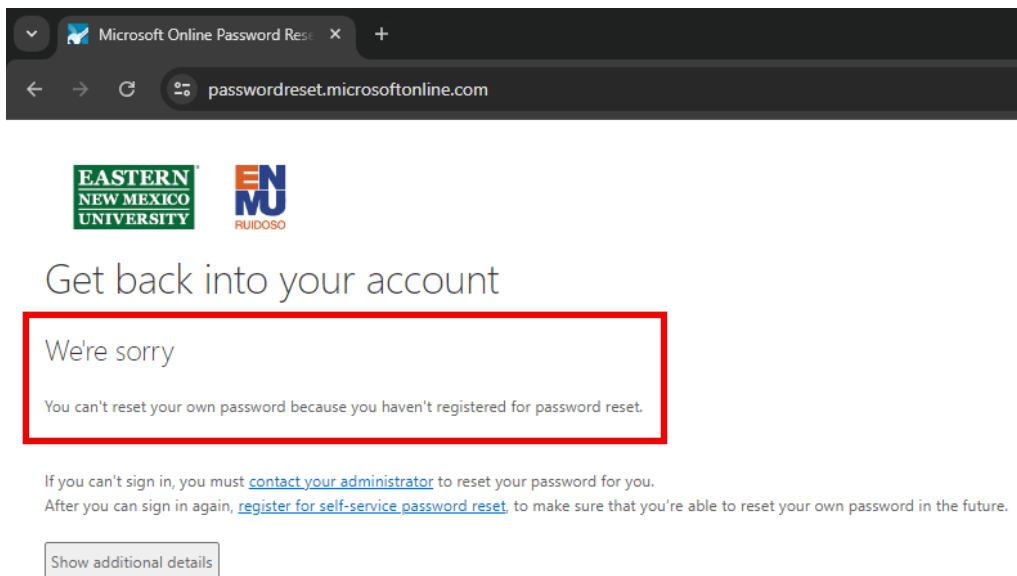 Microsoft Online Password Rese
passwordreset.microsoftonline.com
EASTERN
NEW MEXICO
UNIVERSITY
EN
MU
RUIDOSO
Get back into your account
We're sorry
You can't reset your own password because you haven't registered for password reset.
If you can't sign in, you must contact your administrator to reset your password for you.
After you can sign in again, register for self-service password reset, to make sure that you're able to reset your own password in the future.
Show additional details